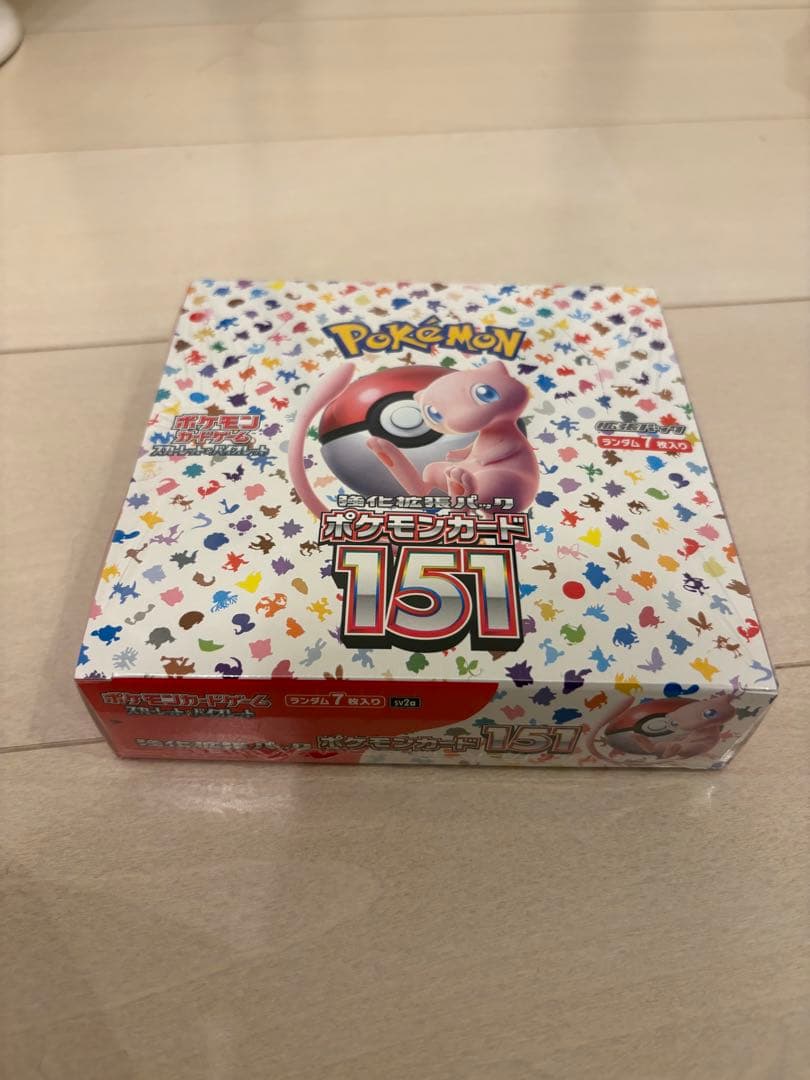 POKéMON
ポケモン
カードゲーム
スカーレット&バイオレット
拡張パック
ランダム7枚入り
強化拡張パック
ポケモンカード
151
ポケモンカードゲーム
スカーレット&バイオレット
ランダム7枚入り
sv2a
強化拡張パック ポケモンカード151